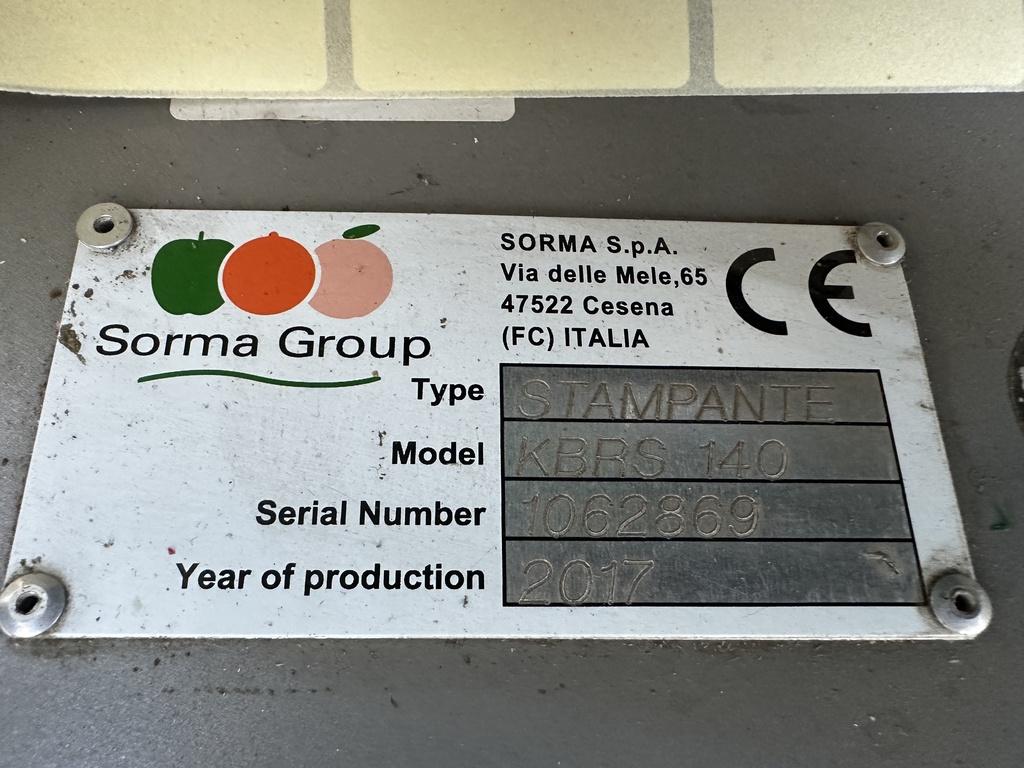 Sorma Group
SORMA S.p.A.
Via delle Mele,65
47522 Cesena
(FC) ITALIA
CE
Type STAMPANTE
Model KBRS 140
Serial Number 1062869
Year of production 2017